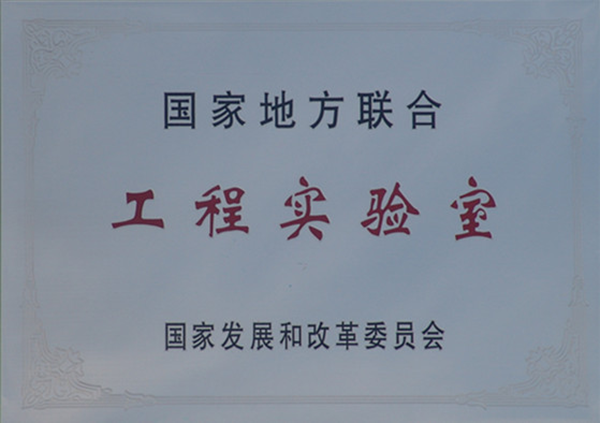 国家地方联合
工程实验室
国家发展和改革委员会